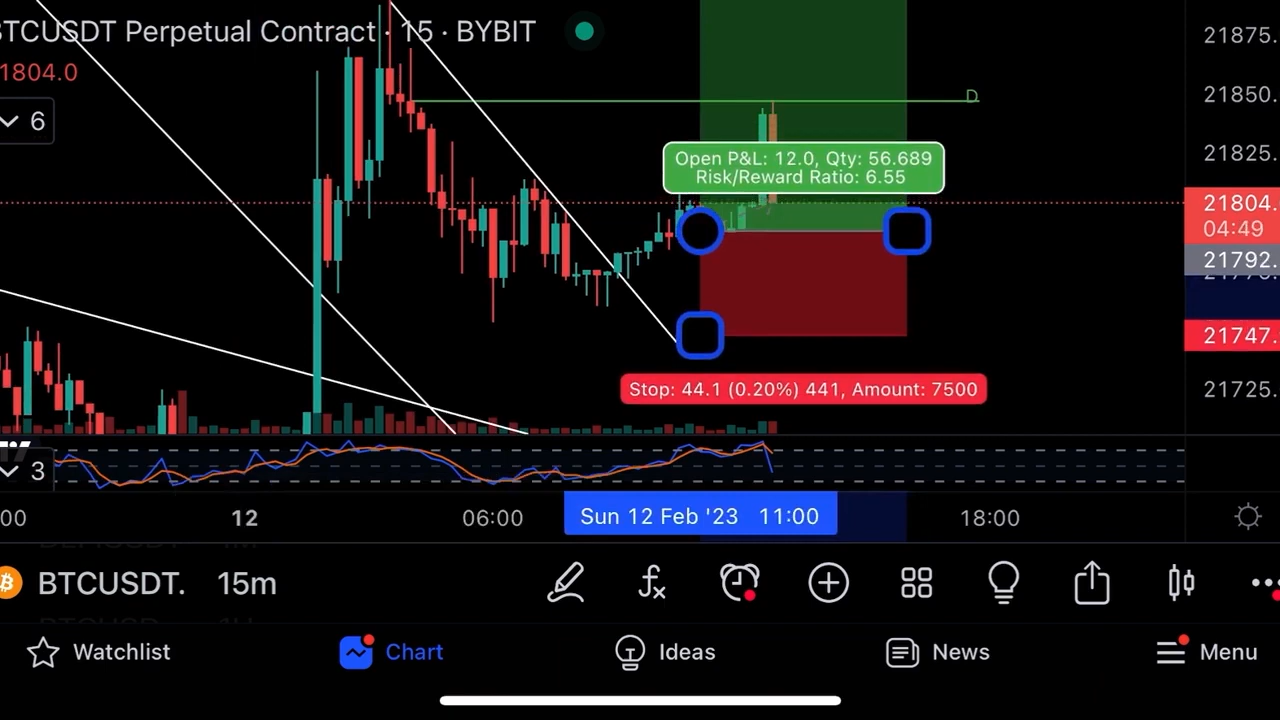 BTCUSDT Perpetual Contract · 15 · BYBIT
1804.0
6
D
Open P&L: 12.0, Qty: 56.689
Risk/Reward Ratio: 6.55
Stop: 44.1 (0.20%) 441, Amount: 7500
21875.
21850.
21825.
21804.
04:49
21792.
21747.
21725.
3
:00
12
06:00
Sun 12 Feb '23 11:00
18:00
BTCUSDT. 15m
Watchlist
Chart
Ideas
News
Menu